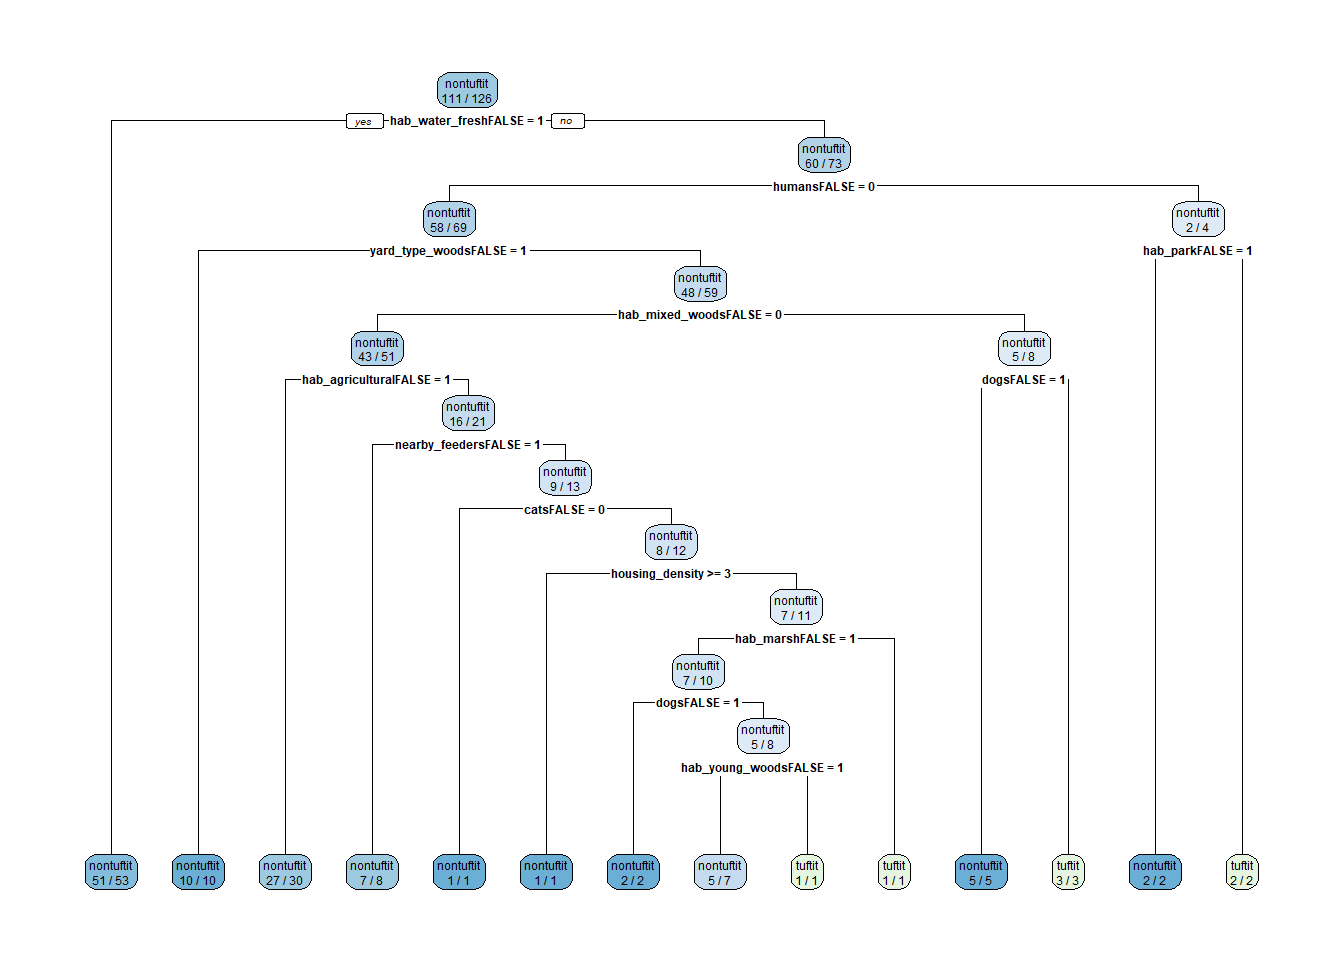 nontuftit
111 / 126
yes
hab_water_freshFALSE = 1
no
nontuftit
60 / 73
humansFALSE = 0
nontuftit
58 / 69
nontuftit
2 / 4
yard_type_woodsFALSE = 1
hab_parkFALSE = 1
nontuftit
48 / 59
hab_mixed_woodsFALSE = 0
nontuftit
43 / 51
nontuftit
5 / 8
hab_agriculturalFALSE = 1
dogsFALSE = 1
nontuftit
16 / 21
nearby_feedersFALSE = 1
nontuftit
9 / 13
catsFALSE = 0
nontuftit
8 / 12
housing_density >= 3
nontuftit
7 / 11
hab_marshFALSE = 1
nontuftit
7 / 10
dogsFALSE = 1
nontuftit
5 / 8
hab_young_woodsFALSE = 1
nontuftit
51 / 53
nontuftit
10 / 10
nontuftit
27 / 30
nontuftit
7 / 8
nontuftit
1 / 1
nontuftit
1 / 1
nontuftit
2 / 2
nontuftit
5 / 7
tuftit
1 / 1
tuftit
1 / 1
nontuftit
5 / 5
tuftit
3 / 3
nontuftit
2 / 2
tuftit
2 / 2